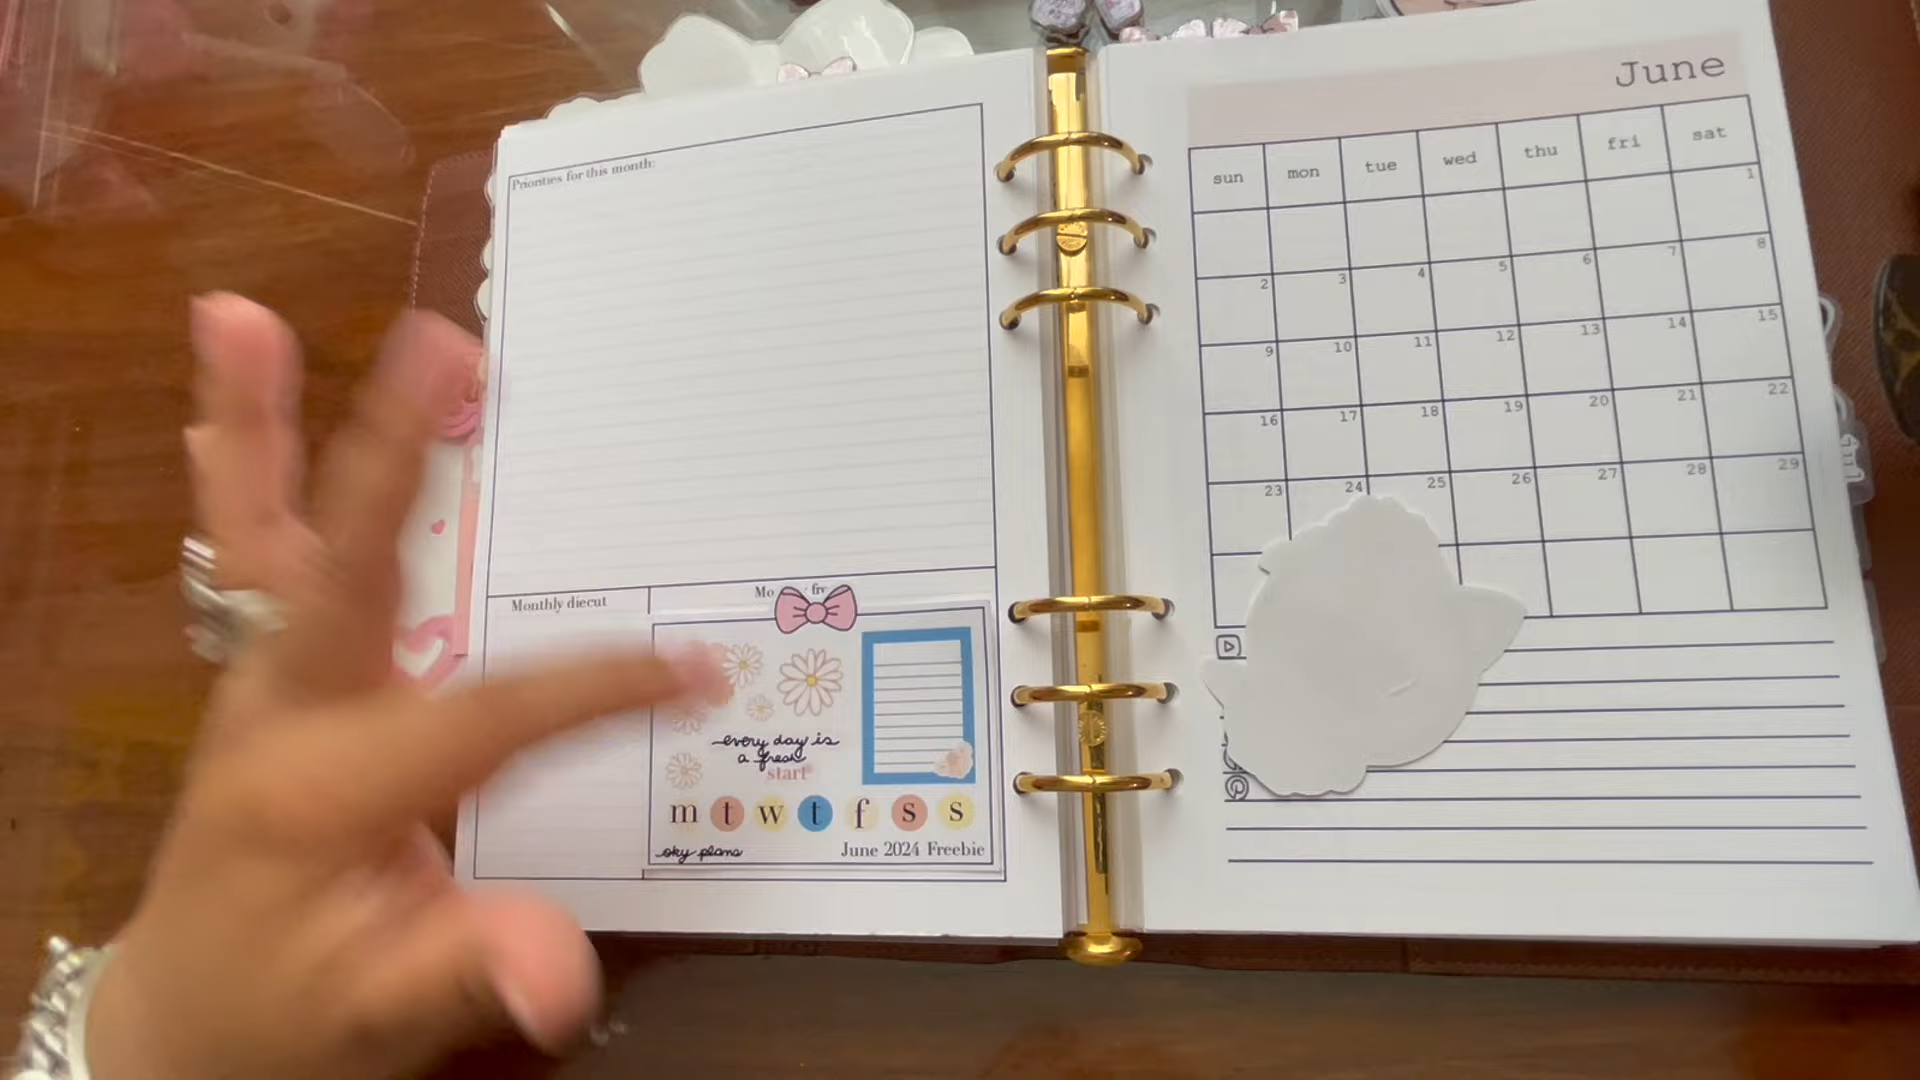 Priorities for this month:
Monthly diecut
every day is
a fresh
start
m t w t f s s
oky plans
June 2024 Freebie
June
sun mon tue wed thu fri sat
1
2 3 4 5 6 7 8
9 10 11 12 13 14 15
16 17 18 19 20 21 22
23 24 25 26 27 28 29